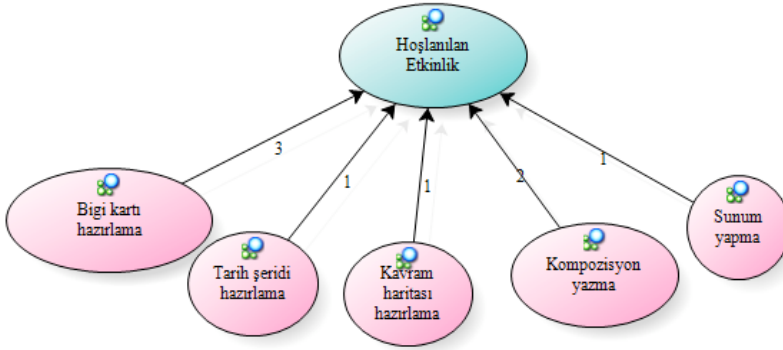 Hoşlanılan
Etkinlik
3
1
1
2
1
Bigi kartı
hazırlama
Tarih şeridi
hazırlama
Kavram
haritası
hazırlama
Kompozisyon
yazma
Sunum
yapma